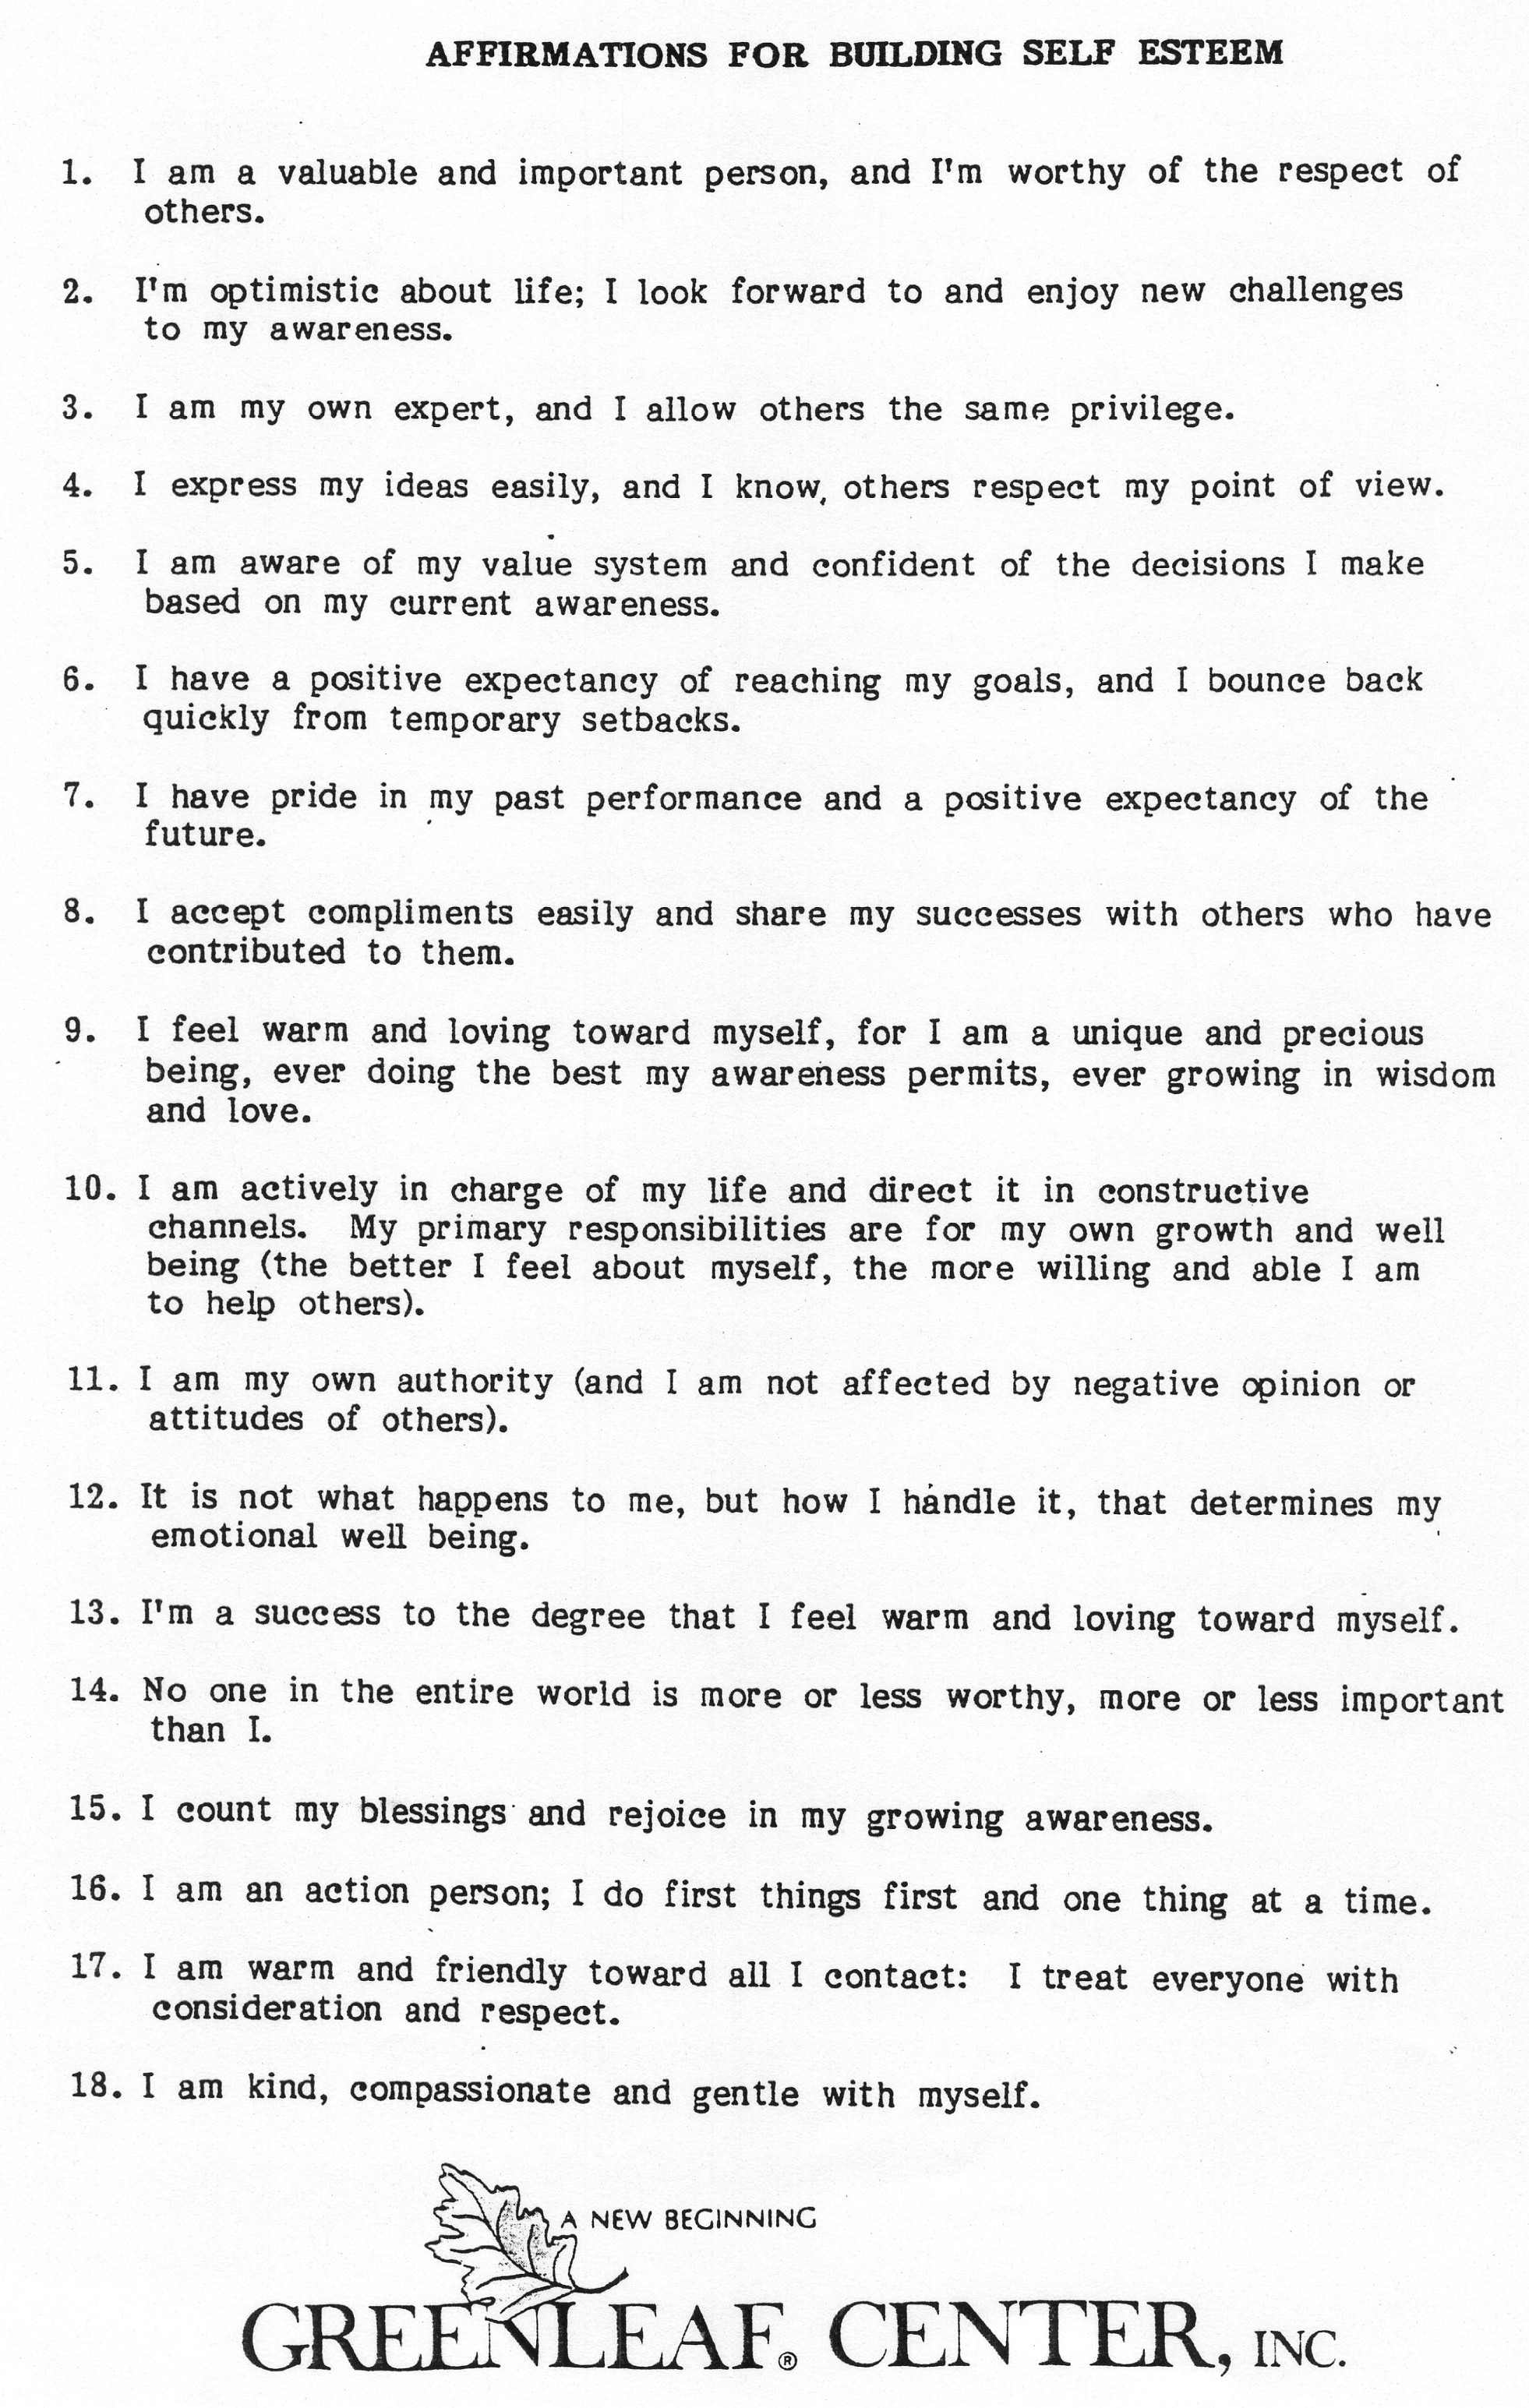 AFFIRMATIONS FOR BUILDING SELF ESTEEM
1. I am a valuable and important person, and I'm worthy of the respect of
others.
2. I'm optimistic about life; I look forward to and enjoy new challenges
to my awareness.
3. I am my own expert, and I allow others the same privilege.
4. I express my ideas easily, and I know, others respect my point of view.
5. I am aware of my value system and confident of the decisions I make
based on my current awareness.
6. I have a positive expectancy of reaching my goals, and I bounce back
quickly from temporary setbacks.
7. I have pride in my past performance and a positive expectancy of the
future.
8. I accept compliments easily and share my successes with others who have
contributed to them.
9. I feel warm and loving toward myself, for I am a unique and precious
being, ever doing the best my awareness permits, ever growing in wisdom
and love.
10. I am actively in charge of my life and direct it in constructive
channels. My primary responsibilities are for my own growth and well
being (the better I feel about myself, the more willing and able I am
to help others).
11. I am my own authority (and I am not affected by negative opinion or
attitudes of others).
12. It is not what happens to me, but how I handle it, that determines my
emotional well being.
13. I'm a success to the degree that I feel warm and loving toward myself.
14. No one in the entire world is more or less worthy, more or less important
than I.
15. I count my blessings and rejoice in my growing awareness.
16. I am an action person; I do first things first and one thing at a time.
17. I am warm and friendly toward all I contact: I treat everyone with
consideration and respect.
18. I am kind, compassionate and gentle with myself.
A NEW BEGINNING
GREENLEAF® CENTER, INC.